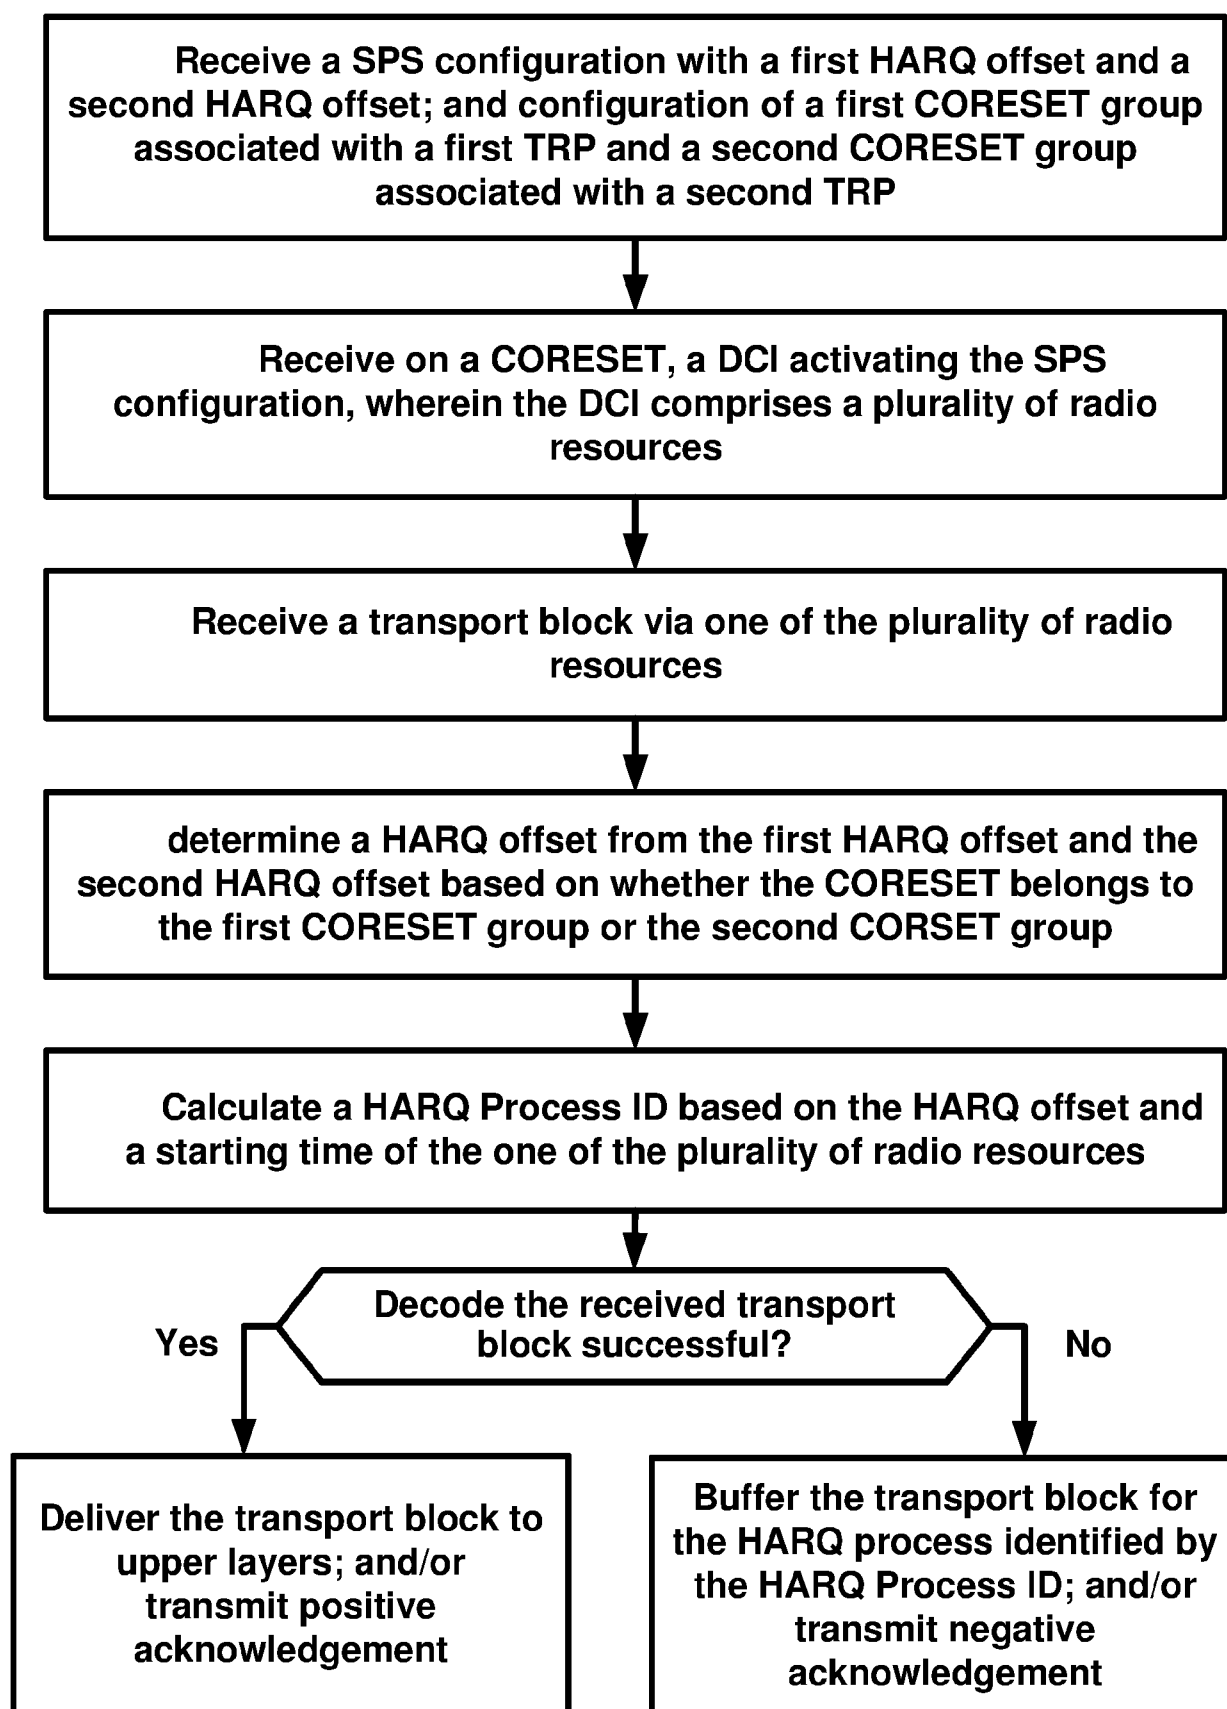 Receive a SPS configuration with a first HARQ offset and a
second HARQ offset; and configuration of a first CORESET group
associated with a first TRP and a second CORESET group
associated with a second TRP
Receive on a CORESET, a DCI activating the SPS
configuration, wherein the DCI comprises a plurality of radio
resources
Receive a transport block via one of the plurality of radio
resources
determine a HARQ offset from the first HARQ offset and the
second HARQ offset based on whether the CORESET belongs to
the first CORESET group or the second CORSET group
Calculate a HARQ Process ID based on the HARQ offset and
a starting time of the one of the plurality of radio resources
Decode the received transport
block successful?
Yes
No
Deliver the transport block to
upper layers; and/or
transmit positive
acknowledgement
Buffer the transport block for
the HARQ process identified by
the HARQ Process ID; and/or
transmit negative
acknowledgement